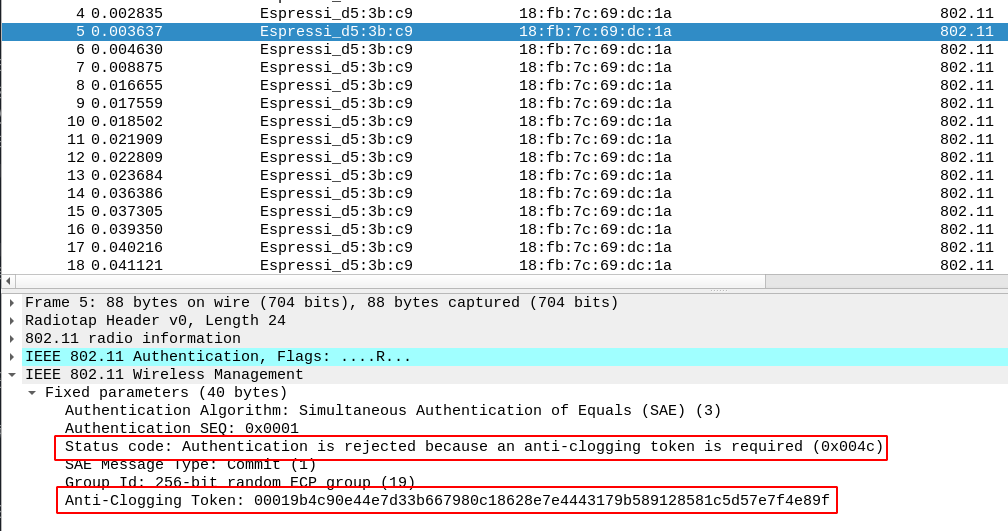 4 0.002835 Espressi_d5:3b:c9 18:fb:7c:69:dc:1a 802.11
5 0.003637 Espressi_d5:3b:c9 18:fb:7c:69:dc:1a 802.11
6 0.004630 Espressi_d5:3b:c9 18:fb:7c:69:dc:1a 802.11
7 0.008875 Espressi_d5:3b:c9 18:fb:7c:69:dc:1a 802.11
8 0.016655 Espressi_d5:3b:c9 18:fb:7c:69:dc:1a 802.11
9 0.017559 Espressi_d5:3b:c9 18:fb:7c:69:dc:1a 802.11
10 0.018502 Espressi_d5:3b:c9 18:fb:7c:69:dc:1a 802.11
11 0.021909 Espressi_d5:3b:c9 18:fb:7c:69:dc:1a 802.11
12 0.022809 Espressi_d5:3b:c9 18:fb:7c:69:dc:1a 802.11
13 0.023684 Espressi_d5:3b:c9 18:fb:7c:69:dc:1a 802.11
14 0.036386 Espressi_d5:3b:c9 18:fb:7c:69:dc:1a 802.11
15 0.037305 Espressi_d5:3b:c9 18:fb:7c:69:dc:1a 802.11
16 0.039350 Espressi_d5:3b:c9 18:fb:7c:69:dc:1a 802.11
17 0.040216 Espressi_d5:3b:c9 18:fb:7c:69:dc:1a 802.11
18 0.041121 Espressi_d5:3b:c9 18:fb:7c:69:dc:1a 802.11
Frame 5: 88 bytes on wire (704 bits), 88 bytes captured (704 bits)
Radiotap Header v0, Length 24
802.11 radio information
IEEE 802.11 Authentication, Flags: ....R...
IEEE 802.11 Wireless Management
Fixed parameters (40 bytes)
Authentication Algorithm: Simultaneous Authentication of Equals (SAE) (3)
Authentication SEQ: 0x0001
Status code: Authentication is rejected because an anti-clogging token is required (0x004c)
SAE Message Type: Commit (1)
Group Id: 256-bit random ECP group (19)
Anti-Clogging Token: 00019b4c90e44e7d33b667980c18628e7e4443179b589128581c5d57e7f4e89f